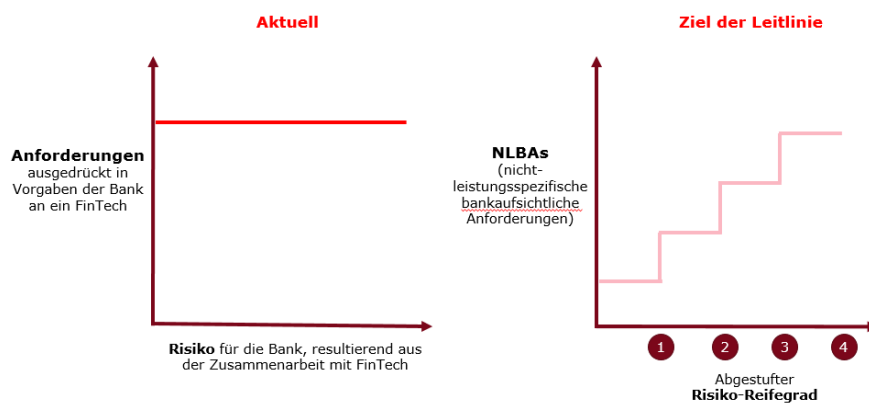 Aktuell
Anforderungen
ausgedrückt in
Vorgaben der Bank
an ein FinTech
Risiko für die Bank, resultierend aus
der Zusammenarbeit mit FinTech
Ziel der Leitlinie
NLBAs
(nicht-
leistungsspezifische
bankaufsichtliche
Anforderungen)
1
2
3
4
Abgestufter
Risiko-Reifegrad